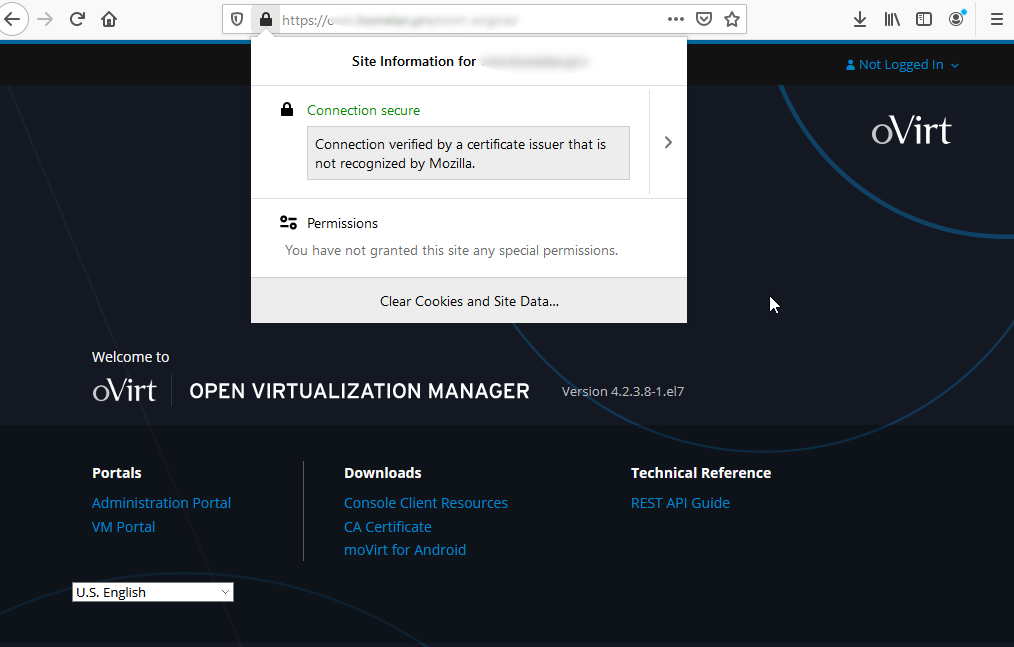 https://
Not Logged In
Site Information for
Connection secure
Connection verified by a certificate issuer that is
not recognized by Mozilla.
Permissions
You have not granted this site any special permissions.
Clear Cookies and Site Data...
oVirt
Welcome to
oVirt OPEN VIRTUALIZATION MANAGER Version 4.2.3.8-1.el7
Portals
Administration Portal
VM Portal
Downloads
Console Client Resources
CA Certificate
moVirt for Android
Technical Reference
REST API Guide
U.S. English